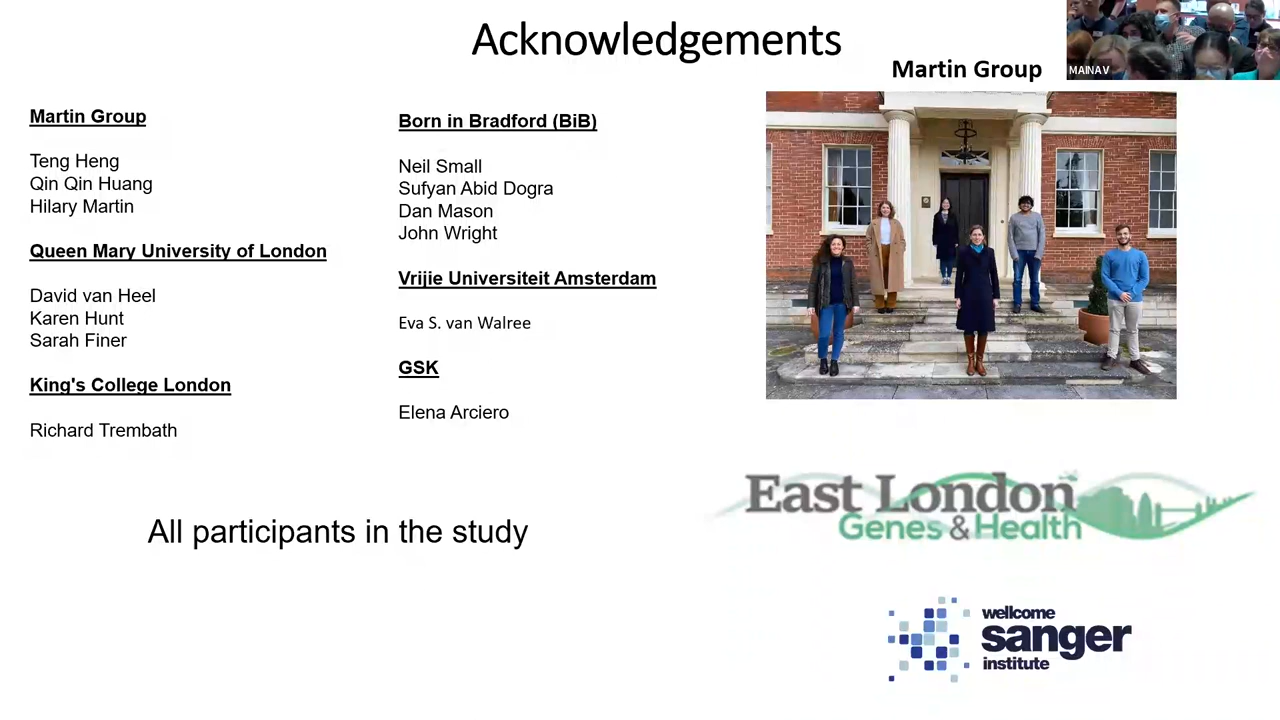 Acknowledgements
Martin Group
MAINAV
Martin Group
Teng Heng
Qin Qin Huang
Hilary Martin
Queen Mary University of London
David van Heel
Karen Hunt
Sarah Finer
King's College London
Richard Trembath
Born in Bradford (BiB)
Neil Small
Sufyan Abid Dogra
Dan Mason
John Wright
Vrijie Universiteit Amsterdam
Eva S. van Walree
GSK
Elena Arciero
All participants in the study
East London
Genes & Health
wellcome
sanger
institute